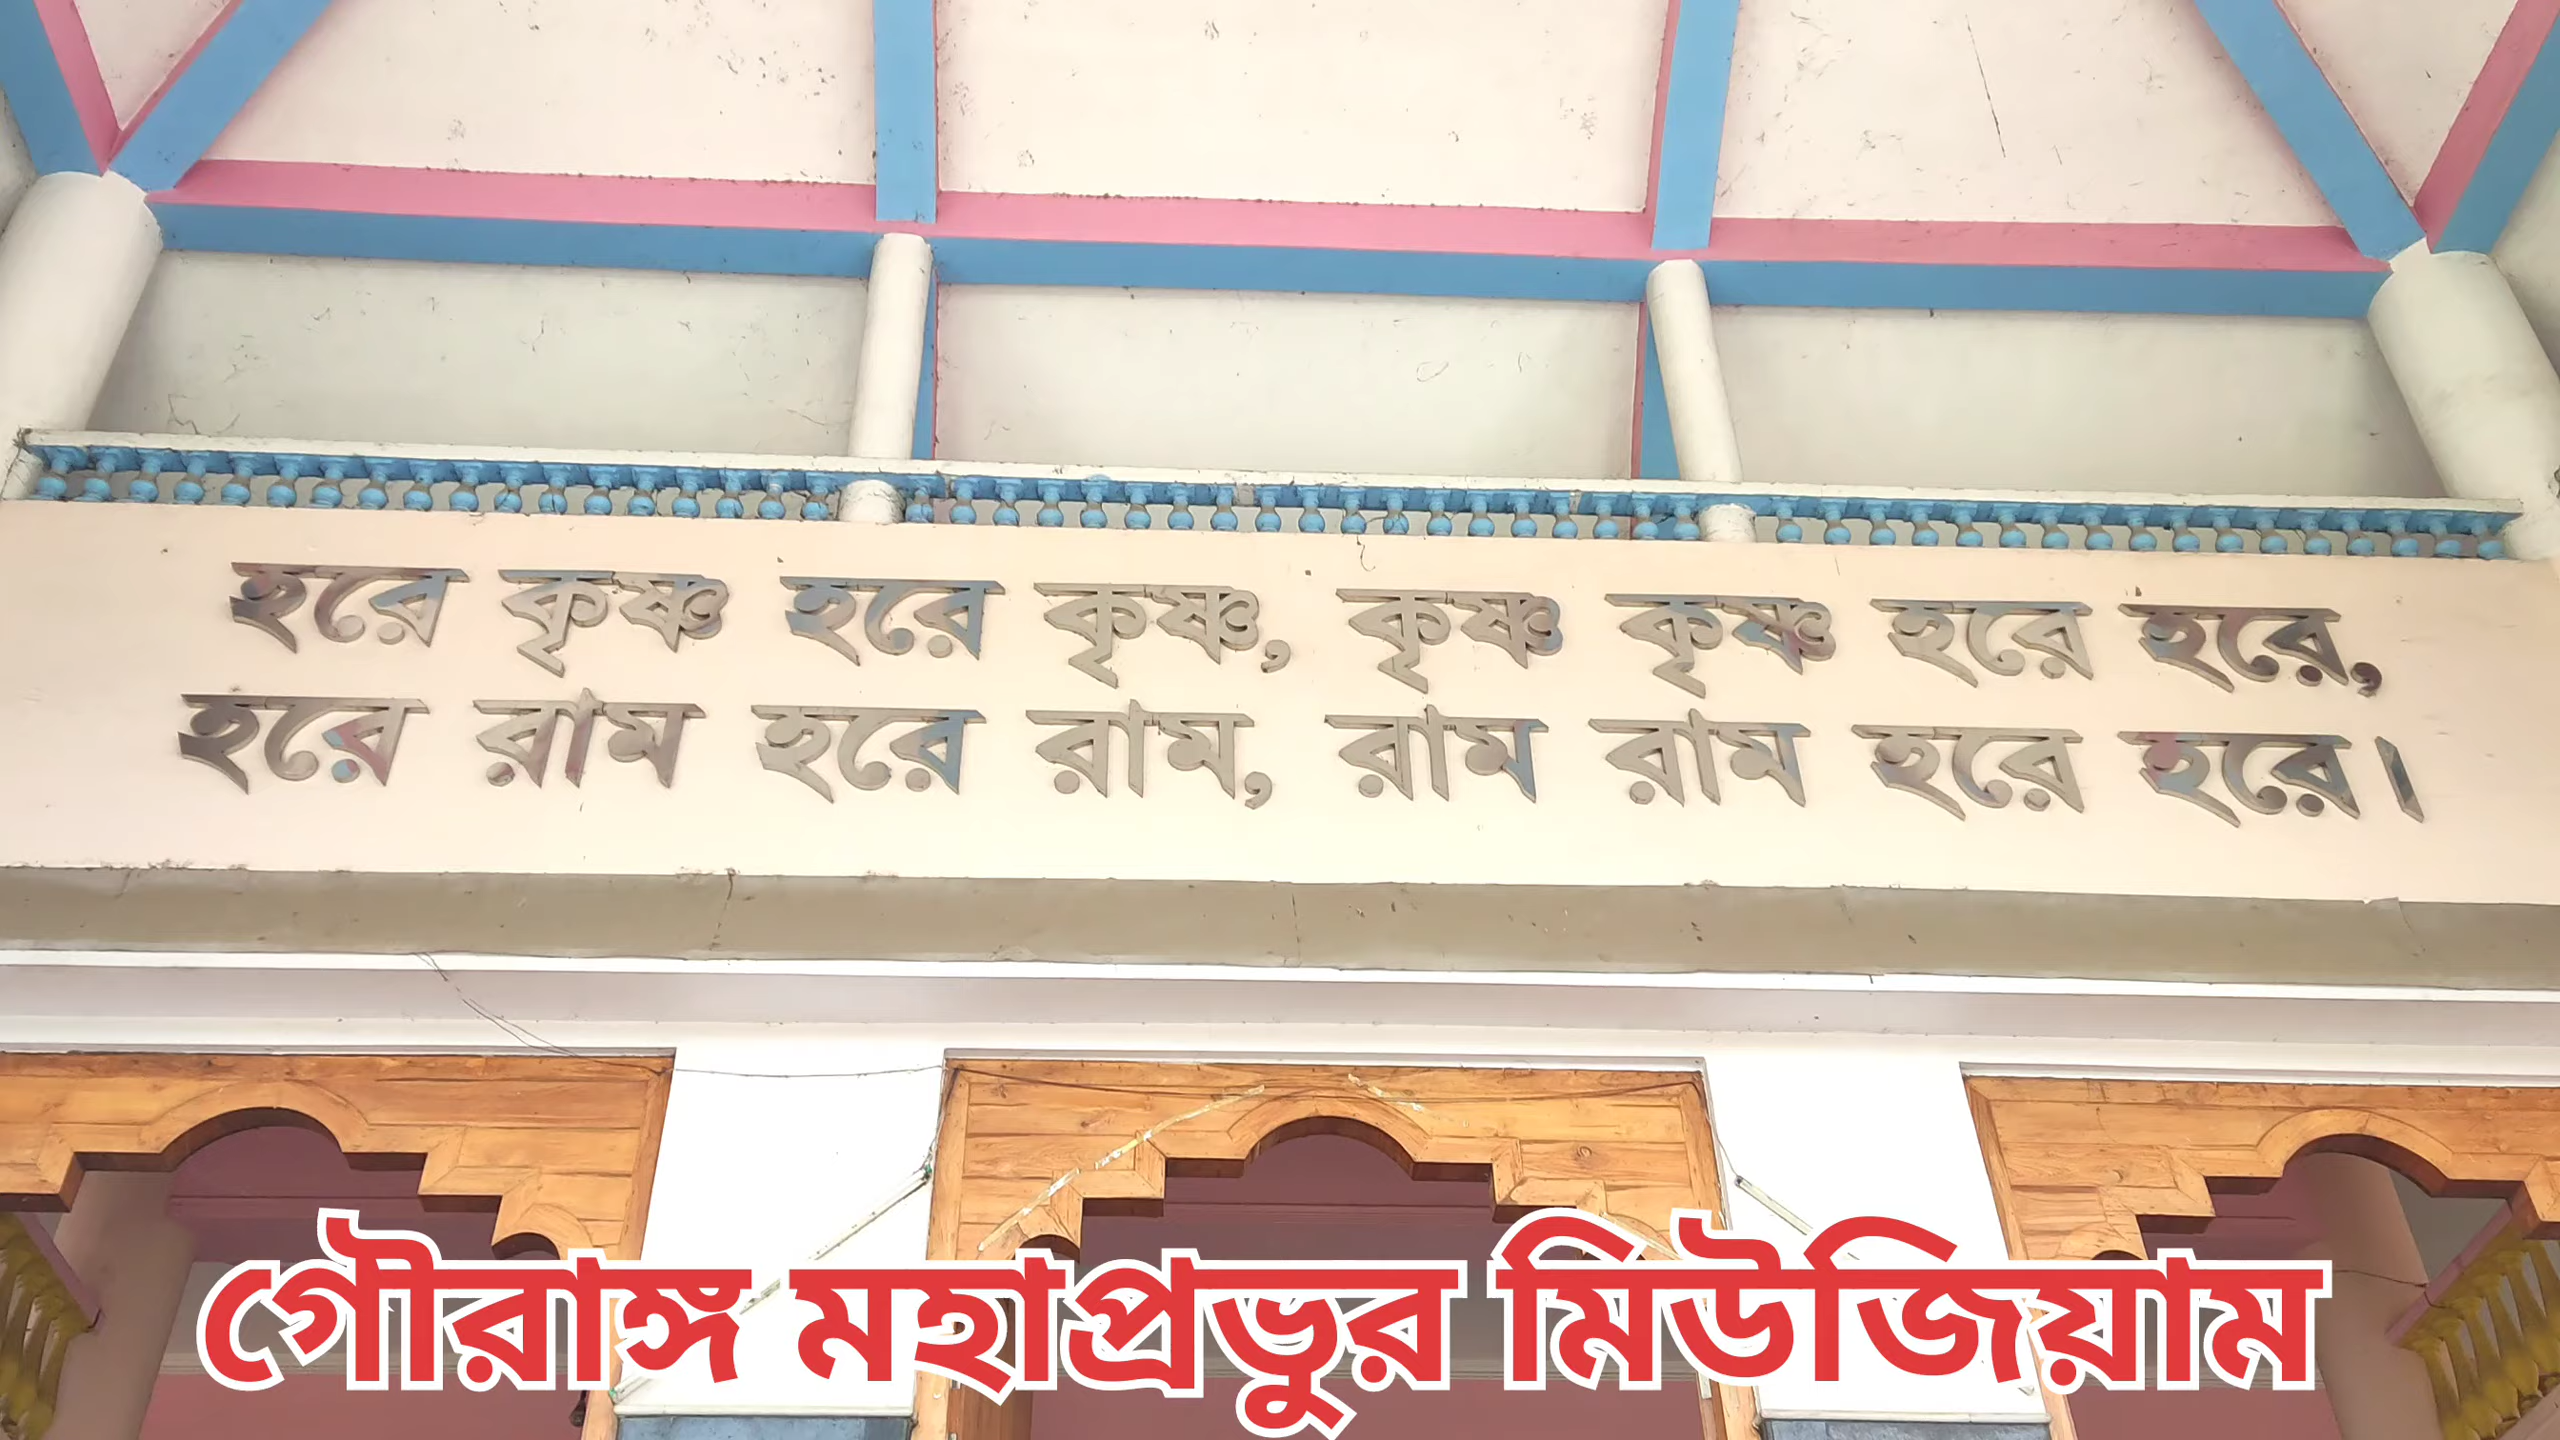 হরে কৃষ্ণ হরে কৃষ্ণ, কৃষ্ণ কৃষ্ণ হরে হরে,
হরে রাম হরে রাম, রাম রাম হরে হরে।
গৌরাঙ্গ মহাপ্রভুর মিউজিয়াম